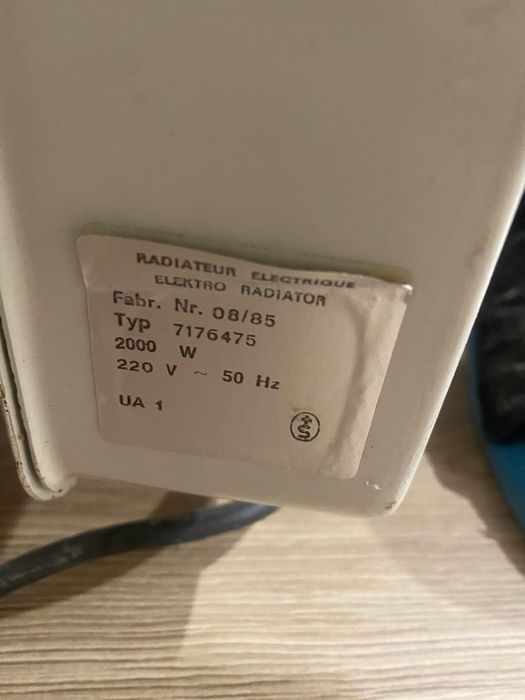 RADIATEUR ELECTRIQUE
ELEKTRO RADIATOR
Fabr. Nr. 08/85
Typ 7176475
2000 W
220 V ~ 50 Hz
UA 1
+S